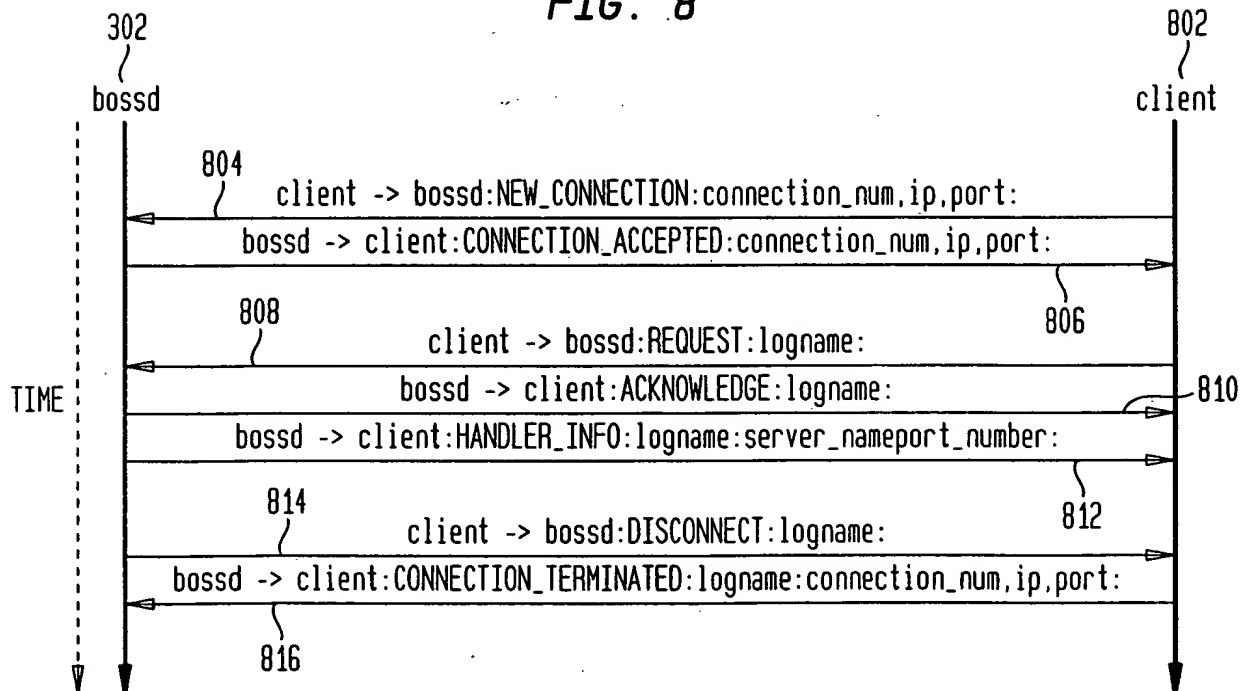 FIG. 8
302
802
bossd
client
804
client -> bossd:NEW_CONNECTION:connection_num,ip,port:
bossd -> client:CONNECTION_ACCEPTED:connection_num,ip,port:
806
808
client -> bossd:REQUEST:logname:
bossd -> client:ACKNOWLEDGE:logname:
810
TIME
bossd -> client:HANDLER_INFO:logname:server_nameport_number:
812
814
client -> bossd:DISCONNECT:logname:
bossd -> client:CONNECTION_TERMINATED:logname:connection_num,ip,port:
816